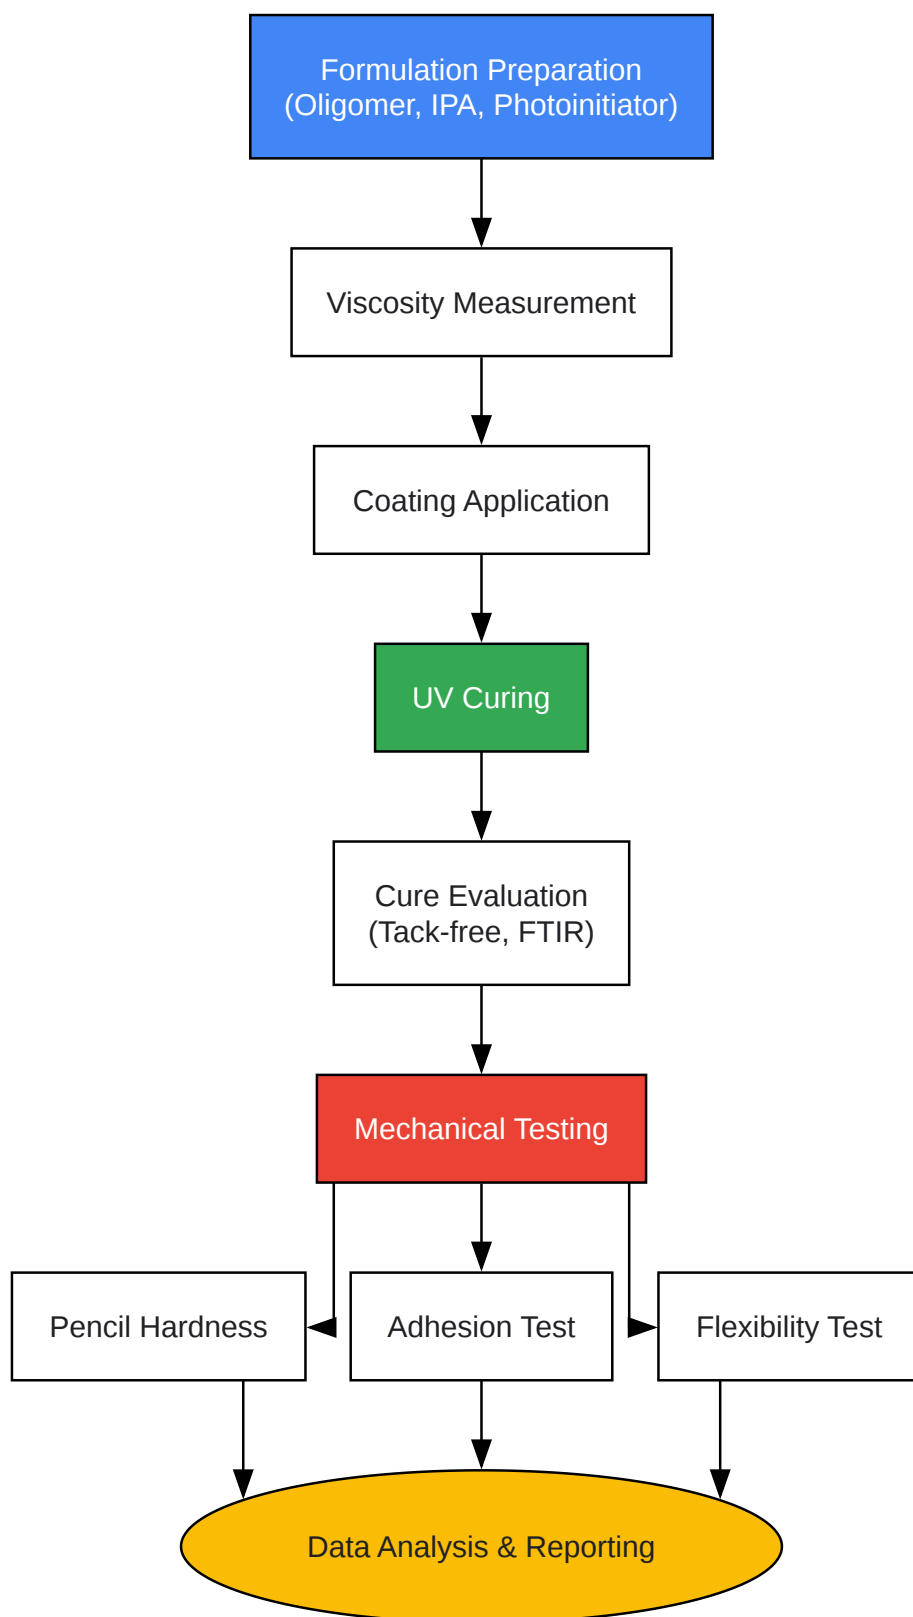 Formulation Preparation
(Oligomer, IPA, Photoinitiator)
Viscosity Measurement
Coating Application
UV Curing
Cure Evaluation
(Tack-free, FTIR)
Mechanical Testing
Pencil Hardness
Adhesion Test
Flexibility Test
Data Analysis & Reporting